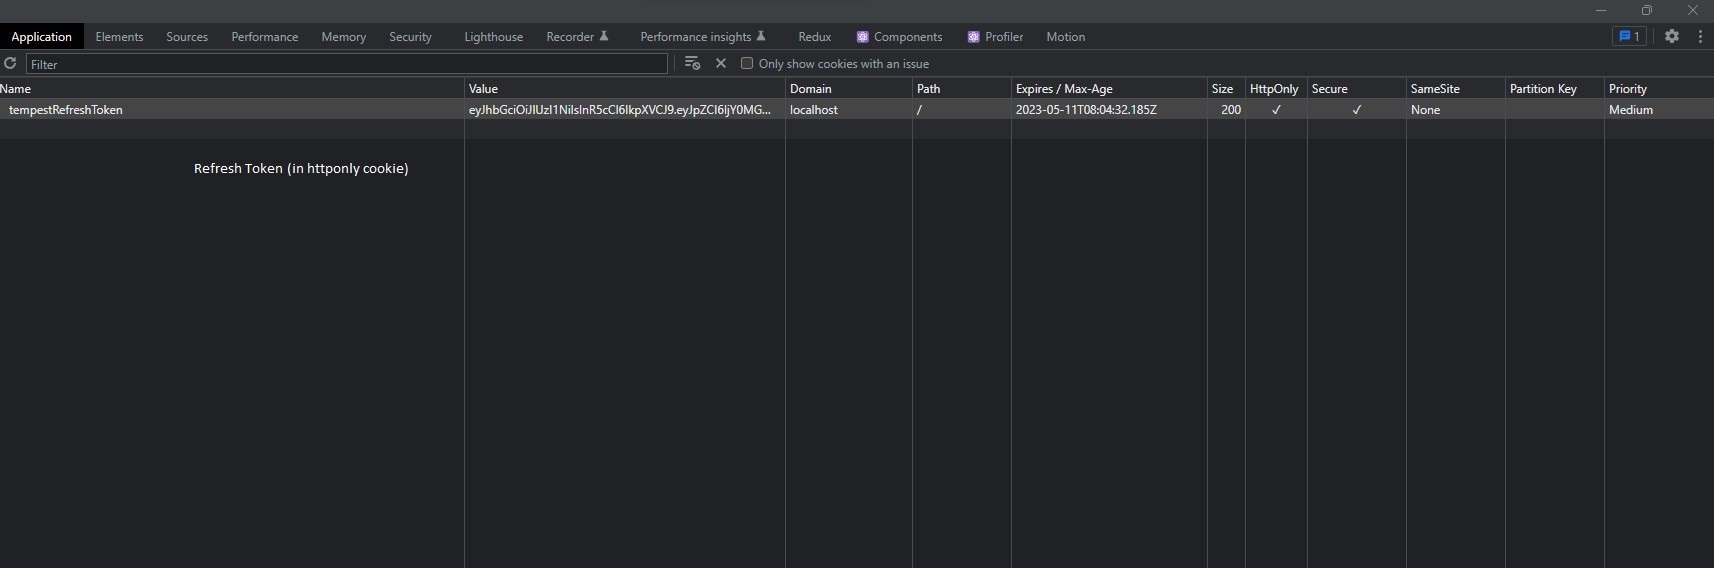 Application Elements Sources Performance Memory Security Lighthouse Recorder Performance insights Redux Components Profiler Motion 1
Filter Only show cookies with an issue
Name Value Domain Path Expires / Max-Age Size HttpOnly Secure SameSite Partition Key Priority
tempestRefreshToken eyJhbGciOiJIUzI1NiIsInR5cCI6IkpXVCJ9.eyJpZCI6IjY0MG... localhost / 2023-05-11T08:04:32.185Z 200 ✓ ✓ None Medium
Refresh Token (in httponly cookie)